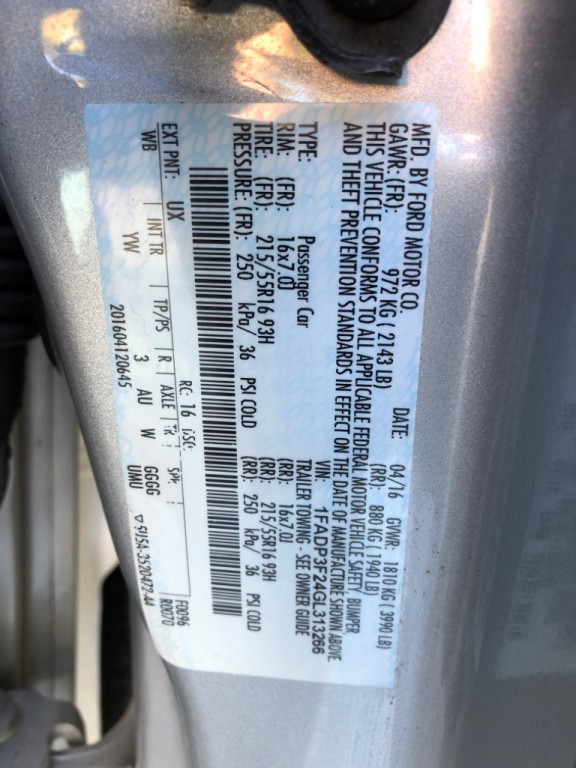 MFD. BY FORD MOTOR CO.
DATE: 04/16 GVWR: 1810 KG ( 3990 LB)
GAWR: (FR): 972 KG ( 2143 LB) (RR): 880 KG ( 1940 LB)
THIS VEHICLE CONFORMS TO ALL APPLICABLE FEDERAL MOTOR VEHICLE SAFETY, BUMPER
AND THEFT PREVENTION STANDARDS IN EFFECT ON THE DATE OF MANUFACTURE SHOWN ABOVE
VIN: 1FADP3F24GL313266
TYPE: Passenger Car TRAILER TOWING - SEE OWNER GUIDE
RIM: (FR): 16x7.0J (RR): 16x7.0J
TIRE: (FR): 215/55R16 93H (RR): 215/55R16 93H
PRESSURE: (FR): 250 kPa/ 36 PSI COLD (RR): 250 kPa/ 36 PSI COLD
EXT PNT: UX RC: 16 DSO: F0096
R0070
WB INT TR TP/PS R AXLE TR SPR
YW 3 AU W GGGG
UMU
201604120645